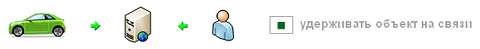 удерживать объект на связи